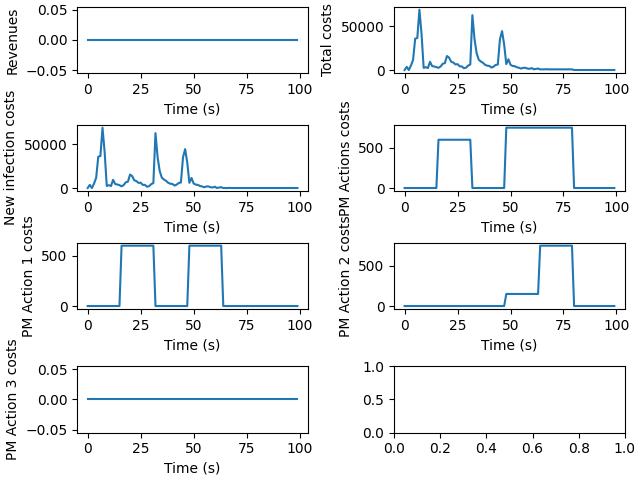 Revenues
0.05
0.00
−0.05
0 25 50 75 100
Time (s)
Total costs
50000
0
0 25 50 75 100
Time (s)
New infection costs
50000
0
0 25 50 75 100
Time (s)
PM Actions costs
500
0
0 25 50 75 100
Time (s)
PM Action 1 costs
500
0
0 25 50 75 100
Time (s)
PM Action 2 costs
500
0
0 25 50 75 100
Time (s)
PM Action 3 costs
0.05
0.00
−0.05
0 25 50 75 100
Time (s)
1.0
0.5
0.0
0.0 0.2 0.4 0.6 0.8 1.0